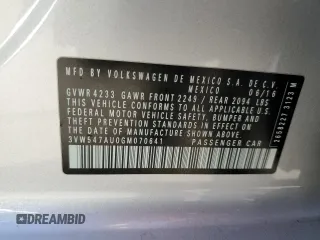 MFD BY VOLKSWAGEN DE MEXICO S.A. DE C.V
MEXICO 06/16
GVWR 4233 GAWR FRONT 2249 / REAR 2094 LBS
THIS VEHICLE CONFORMS TO ALL APPLICABLE U.S.
FEDERAL MOTOR VEHICLE SAFETY, BUMPER, AND
THEFT PREVENTION STANDARDS IN EFFECT ON THE
DATE OF MANUFACTURE SHOWN ABOVE.
3VW547AU0GM070641 PASSENGER CAR
3658227 3123 M
DREAMBID